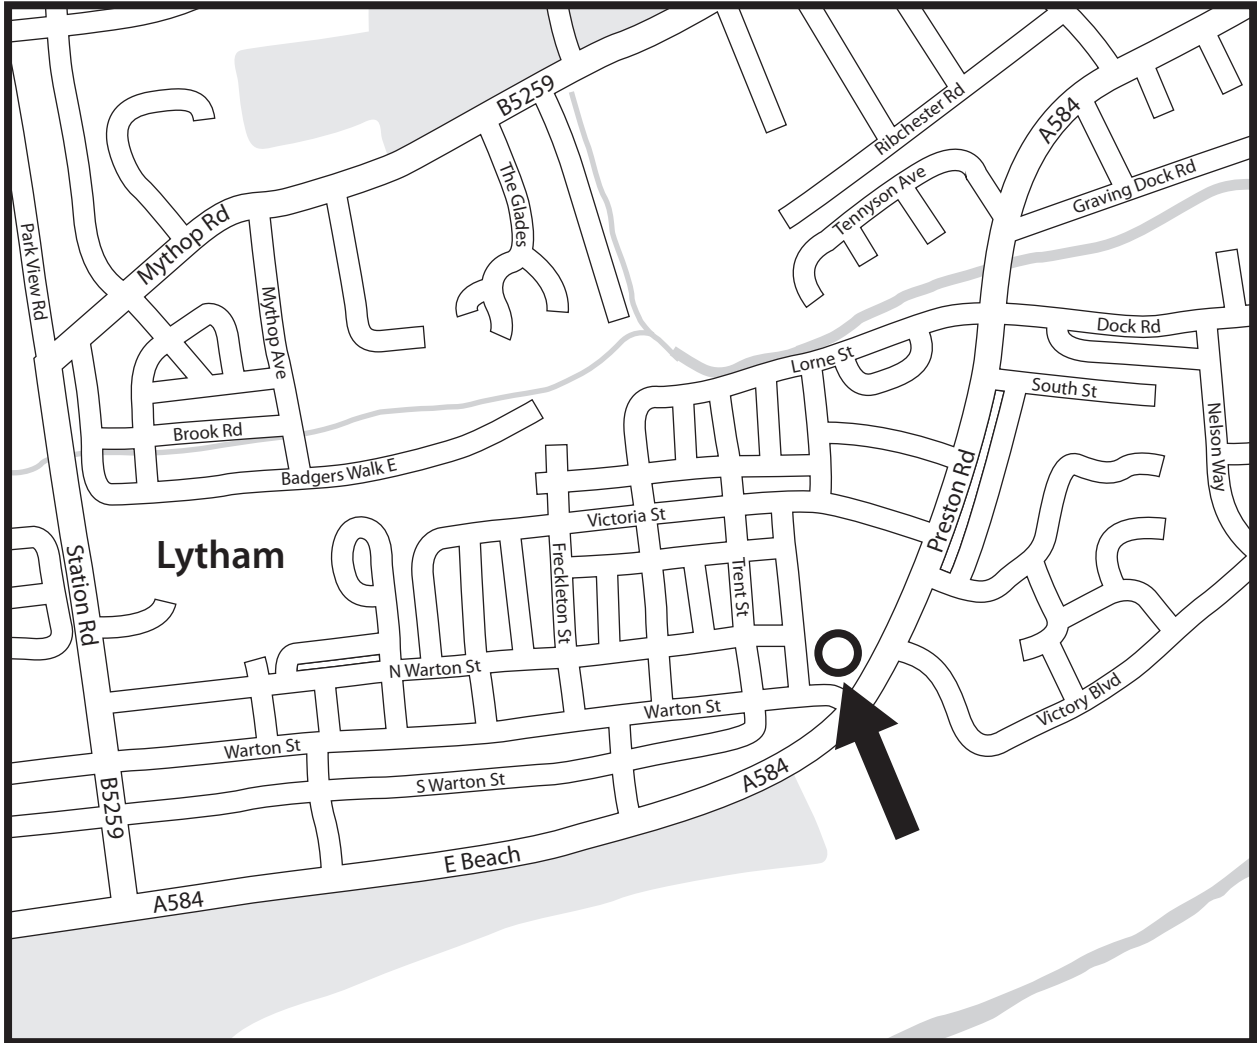 B5259
Ribchester Rd
A584
The Glades
Tennyson Ave
Graving Dock Rd
Park View Rd
Mythop Rd
Mythop Ave
Dock Rd
Lorne St
South St
Brook Rd
Nelson Way
Badgers Walk E
Preston Rd
Victoria St
Lytham
Station Rd
Freckleton St
Trent St
N Warton St
Victory Blvd
Warton St
Warton St
S Warton St
A584
B5259
E Beach
A584